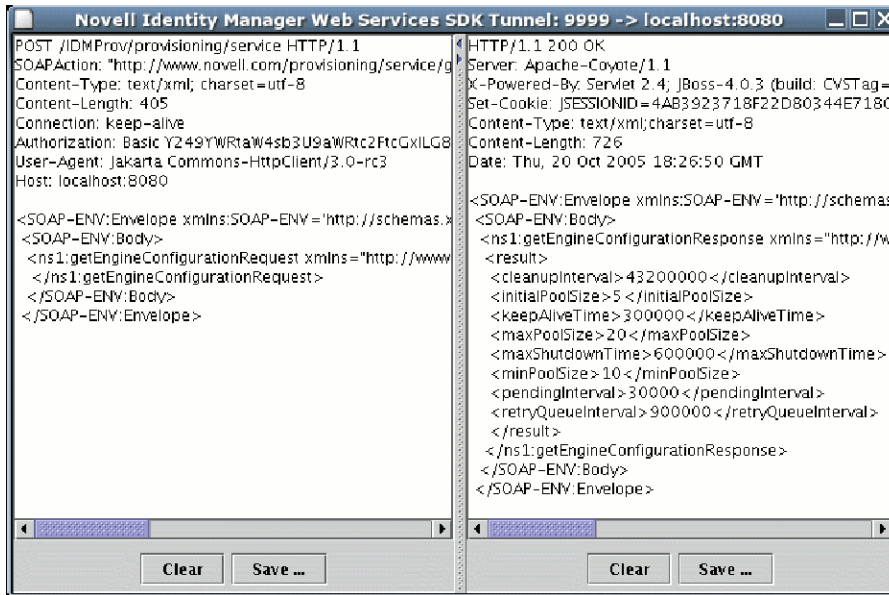 Novell Identity Manager Web Services SDK Tunnel: 9999 -> localhost:8080
POST /IDMProv/provisioning/service HTTP/1.1
SOAPAction: "http://www.novell.com/provisioning/service/g
Content-Type: text/xml; charset=utf-8
Content-Length: 405
Connection: keep-alive
Authorization: Basic Y249YWRtaW4sb3U9aWRtc2FtcGxlLG8
User-Agent: Jakarta Commons-HttpClient/3.0-rc3
Host: localhost:8080
<SOAP-ENV:Envelope xmlns:SOAP-ENV='http://schemas.x
<SOAP-ENV:Body>
<ns1:getEngineConfigurationRequest xmlns="http://www
</ns1:getEngineConfigurationRequest>
</SOAP-ENV:Body>
</SOAP-ENV:Envelope>
Clear
Save ...
HTTP/1.1 200 OK
Server: Apache-Coyote/1.1
X-Powered-By: Servlet 2.4; JBoss-4.0.3 (build: CVSTag=
Set-Cookie: JSESSIONID=4AB3923718F22D80344E7180
Content-Type: text/xml;charset=utf-8
Content-Length: 726
Date: Thu, 20 Oct 2005 18:26:50 GMT
<SOAP-ENV:Envelope xmlns:SOAP-ENV='http://schemas
<SOAP-ENV:Body>
<ns1:getEngineConfigurationResponse xmlns="http://w
<result>
<cleanupInterval>43200000</cleanupInterval>
<initialPoolSize>5</initialPoolSize>
<keepAliveTime>300000</keepAliveTime>
<maxPoolSize>20</maxPoolSize>
<maxShutdownTime>600000</maxShutdownTime>
<minPoolSize>10</minPoolSize>
<pendingInterval>30000</pendingInterval>
<retryQueueInterval>900000</retryQueueInterval>
</result>
</ns1:getEngineConfigurationResponse>
</SOAP-ENV:Body>
</SOAP-ENV:Envelope>
Clear
Save ...